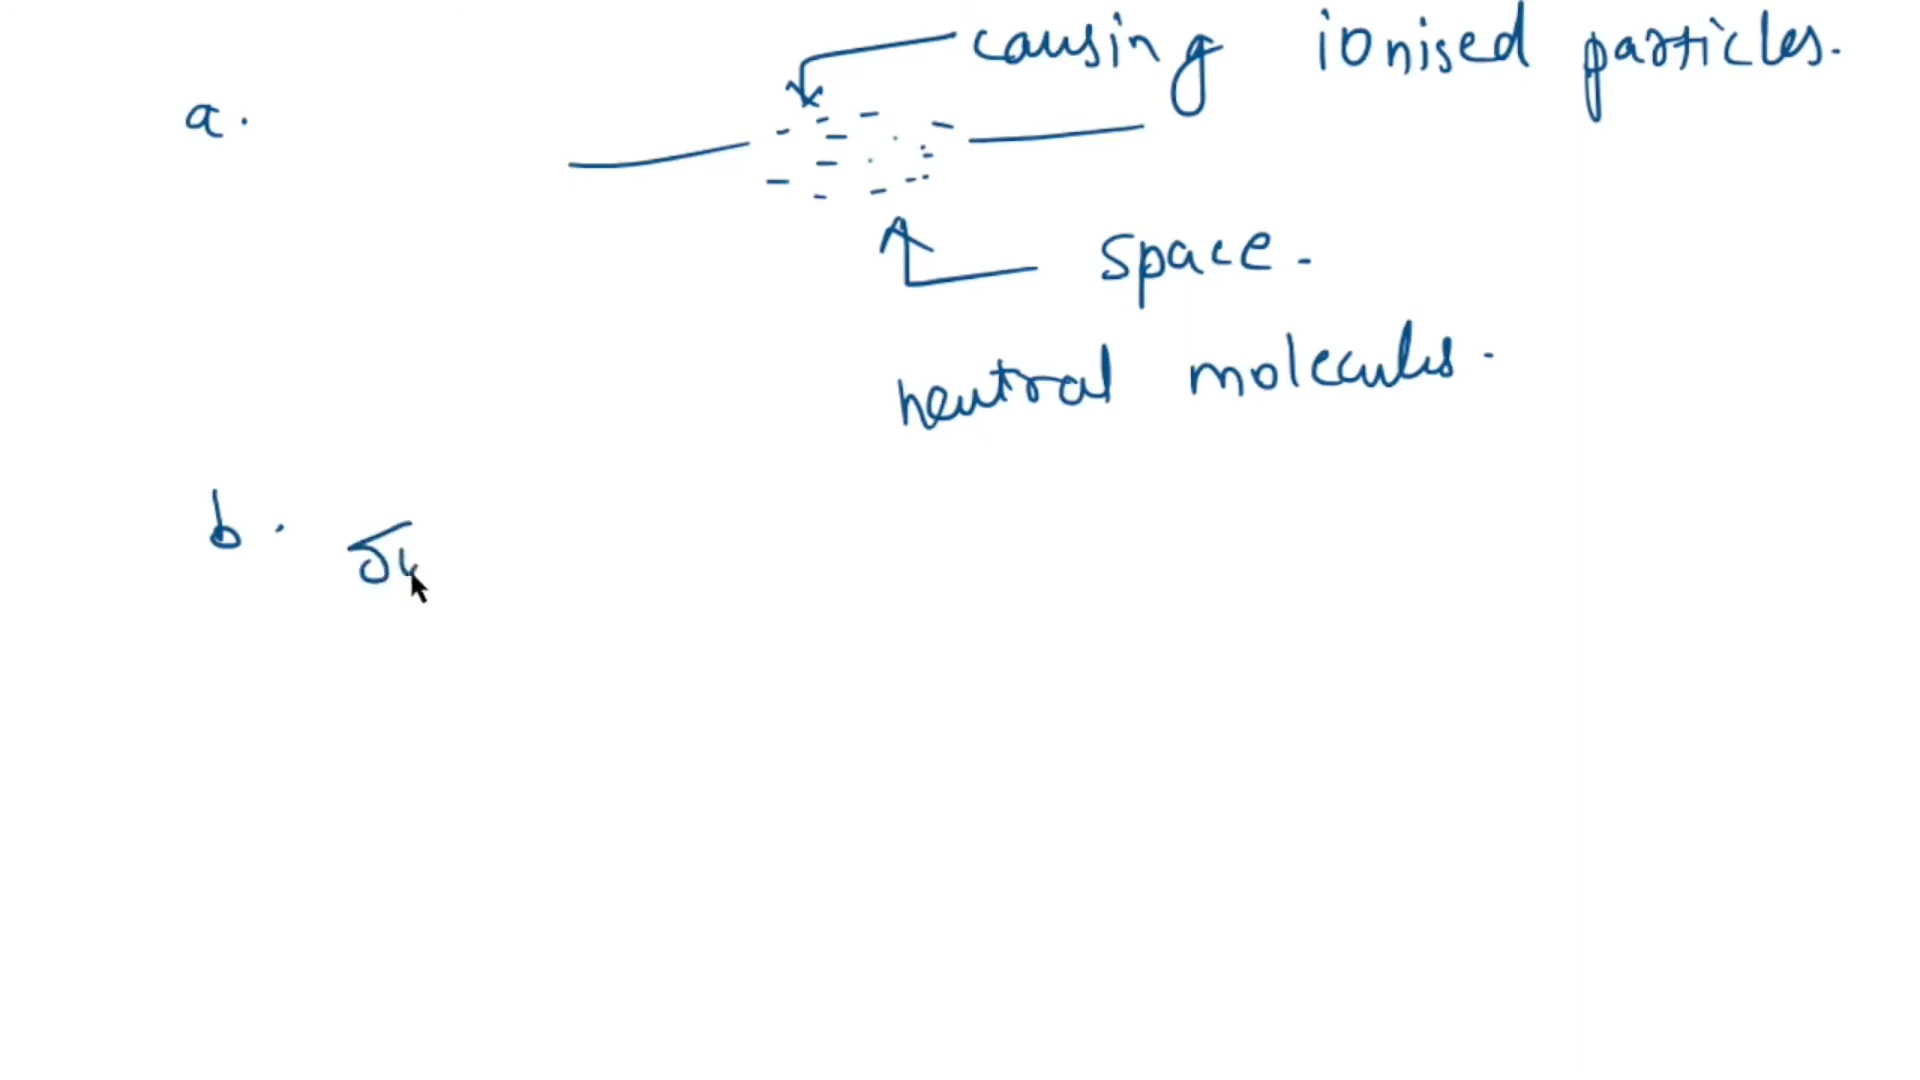 causing ionised particles.
a.
space.
neutral molecules.
b.